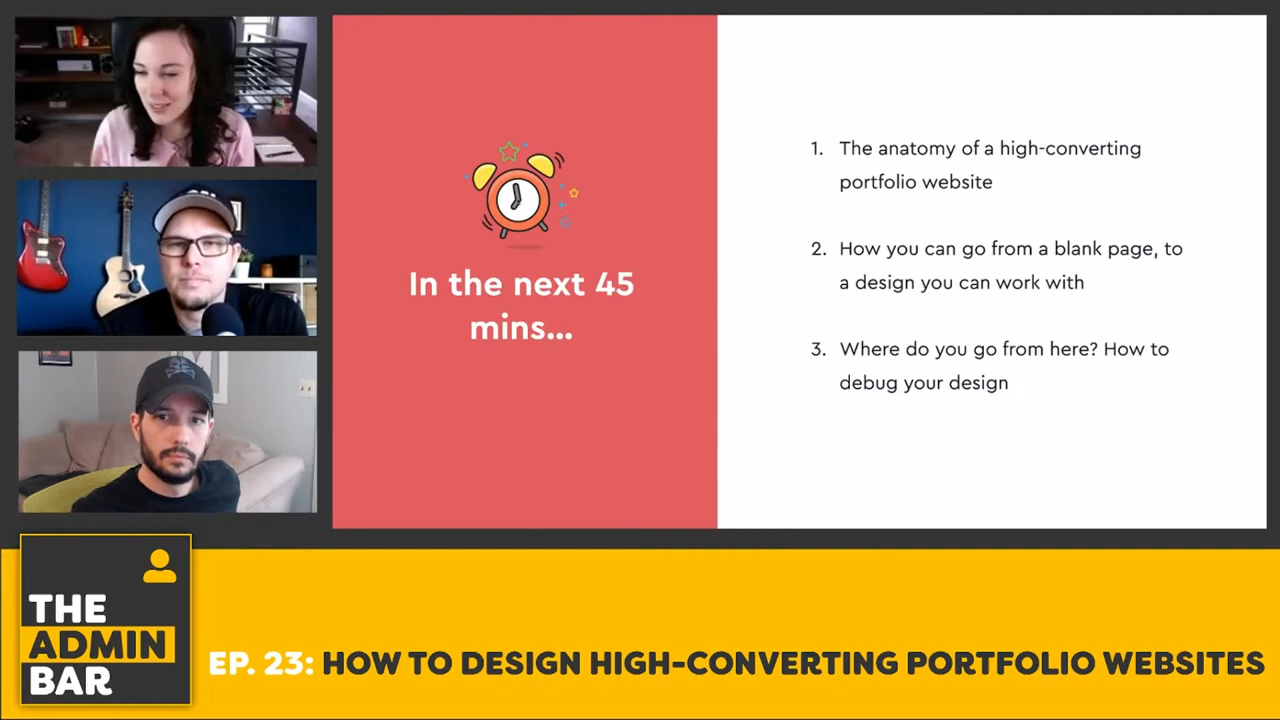 In the next 45
mins...
1. The anatomy of a high-converting
portfolio website
2. How you can go from a blank page, to
a design you can work with
3. Where do you go from here? How to
debug your design
THE
ADMIN
BAR
EP. 23: HOW TO DESIGN HIGH-CONVERTING PORTFOLIO WEBSITES